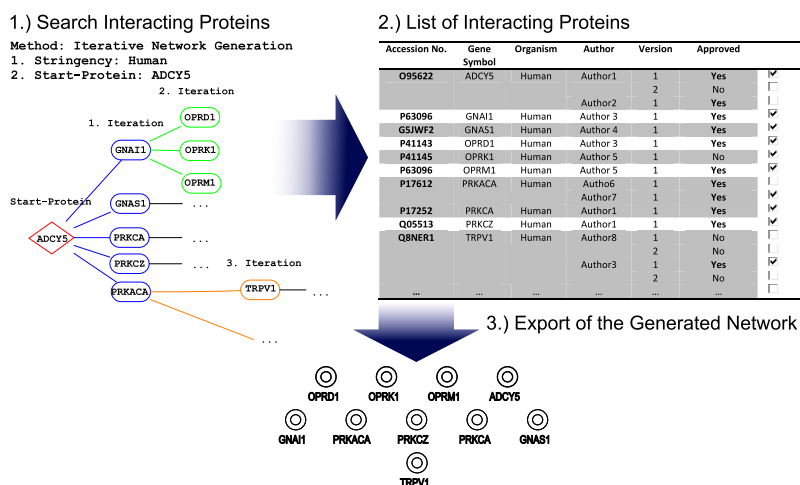 1.) Search Interacting Proteins
Method: Iterative Network Generation
1. Stringency: Human
2. Start-Protein: ADCY5
2. Iteration
1. Iteration
OPRD1
GNAI1
OPRK1
OPRM1
Start-Protein
GNAS1
...
ADCY5
PRKCA
...
PRKCZ
...
3. Iteration
PRKACA
TRPV1
...
...
2.) List of Interacting Proteins
Accession No. Gene Symbol Organism Author Version Approved
O95622 ADCY5 Human Author1 1 Yes
2 No
Author2 1 Yes
P63096 GNAI1 Human Author 3 1 Yes
G5JWF2 GNAS1 Human Author 4 1 Yes
P41143 OPRD1 Human Author 3 1 Yes
P41145 OPRK1 Human Author 5 1 No
P63096 OPRM1 Human Author 5 1 Yes
P17612 PRKACA Human Autho6 1 Yes
Author7 1 Yes
P17252 PRKCA Human Author1 1 Yes
Q05513 PRKCZ Human Author1 1 Yes
Q8NER1 TRPV1 Human Author8 1 No
2 No
Author3 1 Yes
2 No
... ... ... ... ... ...
3.) Export of the Generated Network
OPRD1 OPRK1 OPRM1 ADCY5
GNAI1 PRKACA PRKCZ PRKCA GNAS1
TRPV1